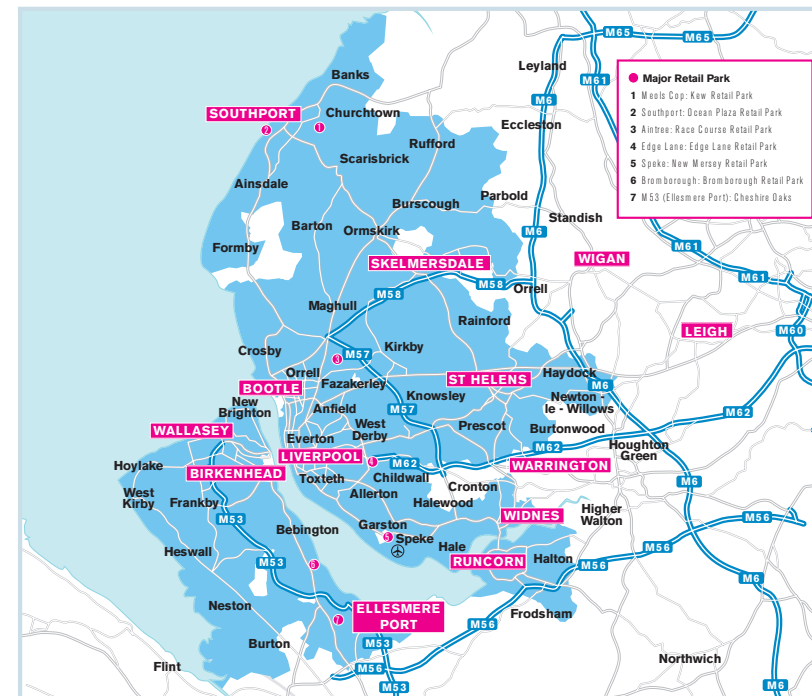 M65
M65
Leyland
M61
M6
Banks
Major Retail Park
1 Meols Cop: Kew Retail Park
2 Southport: Ocean Plaza Retail Park
3 Aintree: Race Course Retail Park
4 Edge Lane: Edge Lane Retail Park
5 Speke: New Mersey Retail Park
6 Bromborough: Bromborough Retail Park
7 M53 (Ellesmere Port): Cheshire Oaks
SOUTHPORT
Churchtown
2
1
Eccleston
Rufford
Scarisbrick
Ainsdale
Parbold
Burscough
Standish
Barton
Ormskirk
M6
Formby
M61
SKELMERSDALE
WIGAN
M61
M58
M58
Orrell
Maghull
Rainford
LEIGH
M60
Crosby
Kirkby
3
M57
Orrell
Haydock
ST HELENS
Fazakerley
M6
BOOTLE
Knowsley
Newton -
le - Willows
New
Brighton
Anfield
M57
M62
West
Derby
Prescot
Burtonwood
WALLASEY
Everton
M62
Houghton
Green
LIVERPOOL
4
M62
WARRINGTON
Hoylake
BIRKENHEAD
Toxteth
Childwall
M6
Cronton
West
Kirby
Frankby
Allerton
Halewood
Higher
Walton
WIDNES
M53
Bebington
Garston
M56
5
Speke
Hale
M56
Heswall
M53
6
RUNCORN
Halton
M56
M6
Neston
ELLESMERE
PORT
Frodsham
7
M56
Burton
M53
Northwich
Flint
M56
M53
M6